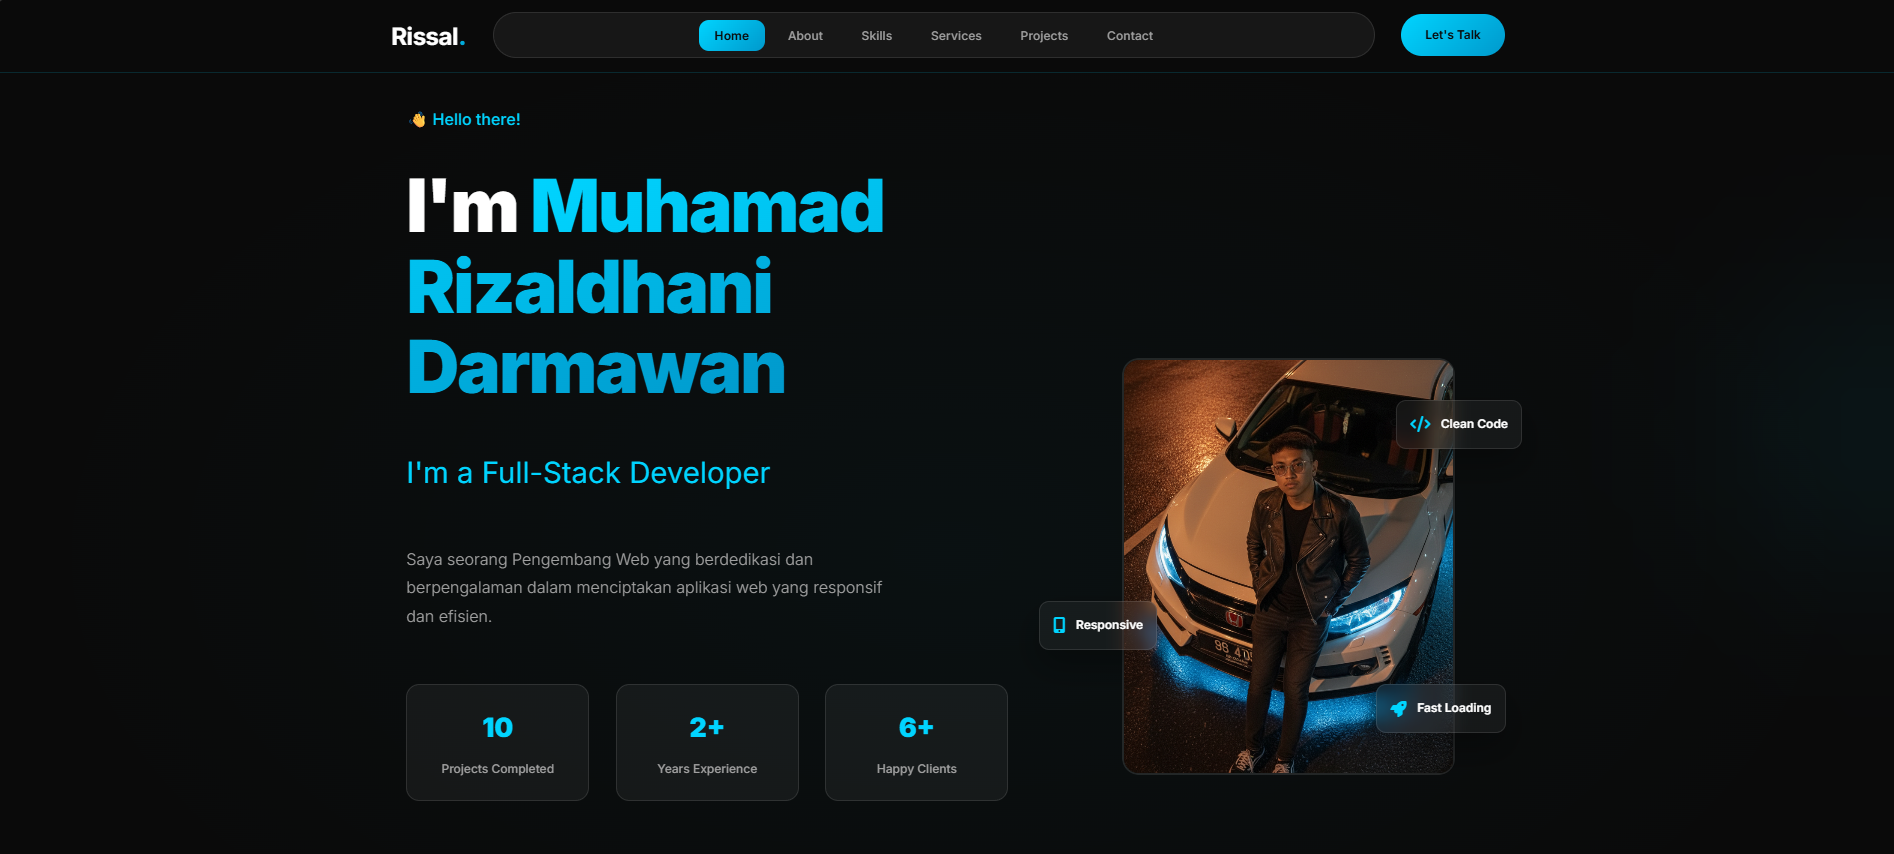 Rissal.
Home
About
Skills
Services
Projects
Contact
Let's Talk
👋 Hello there!
I'm Muhamad
Rizaldhani
Darmawan
I'm a Full-Stack Developer
Saya seorang Pengembang Web yang berdedikasi dan
berpengalaman dalam menciptakan aplikasi web yang responsif
dan efisien.
Clean Code
Responsive
Fast Loading
10
Projects Completed
2+
Years Experience
6+
Happy Clients